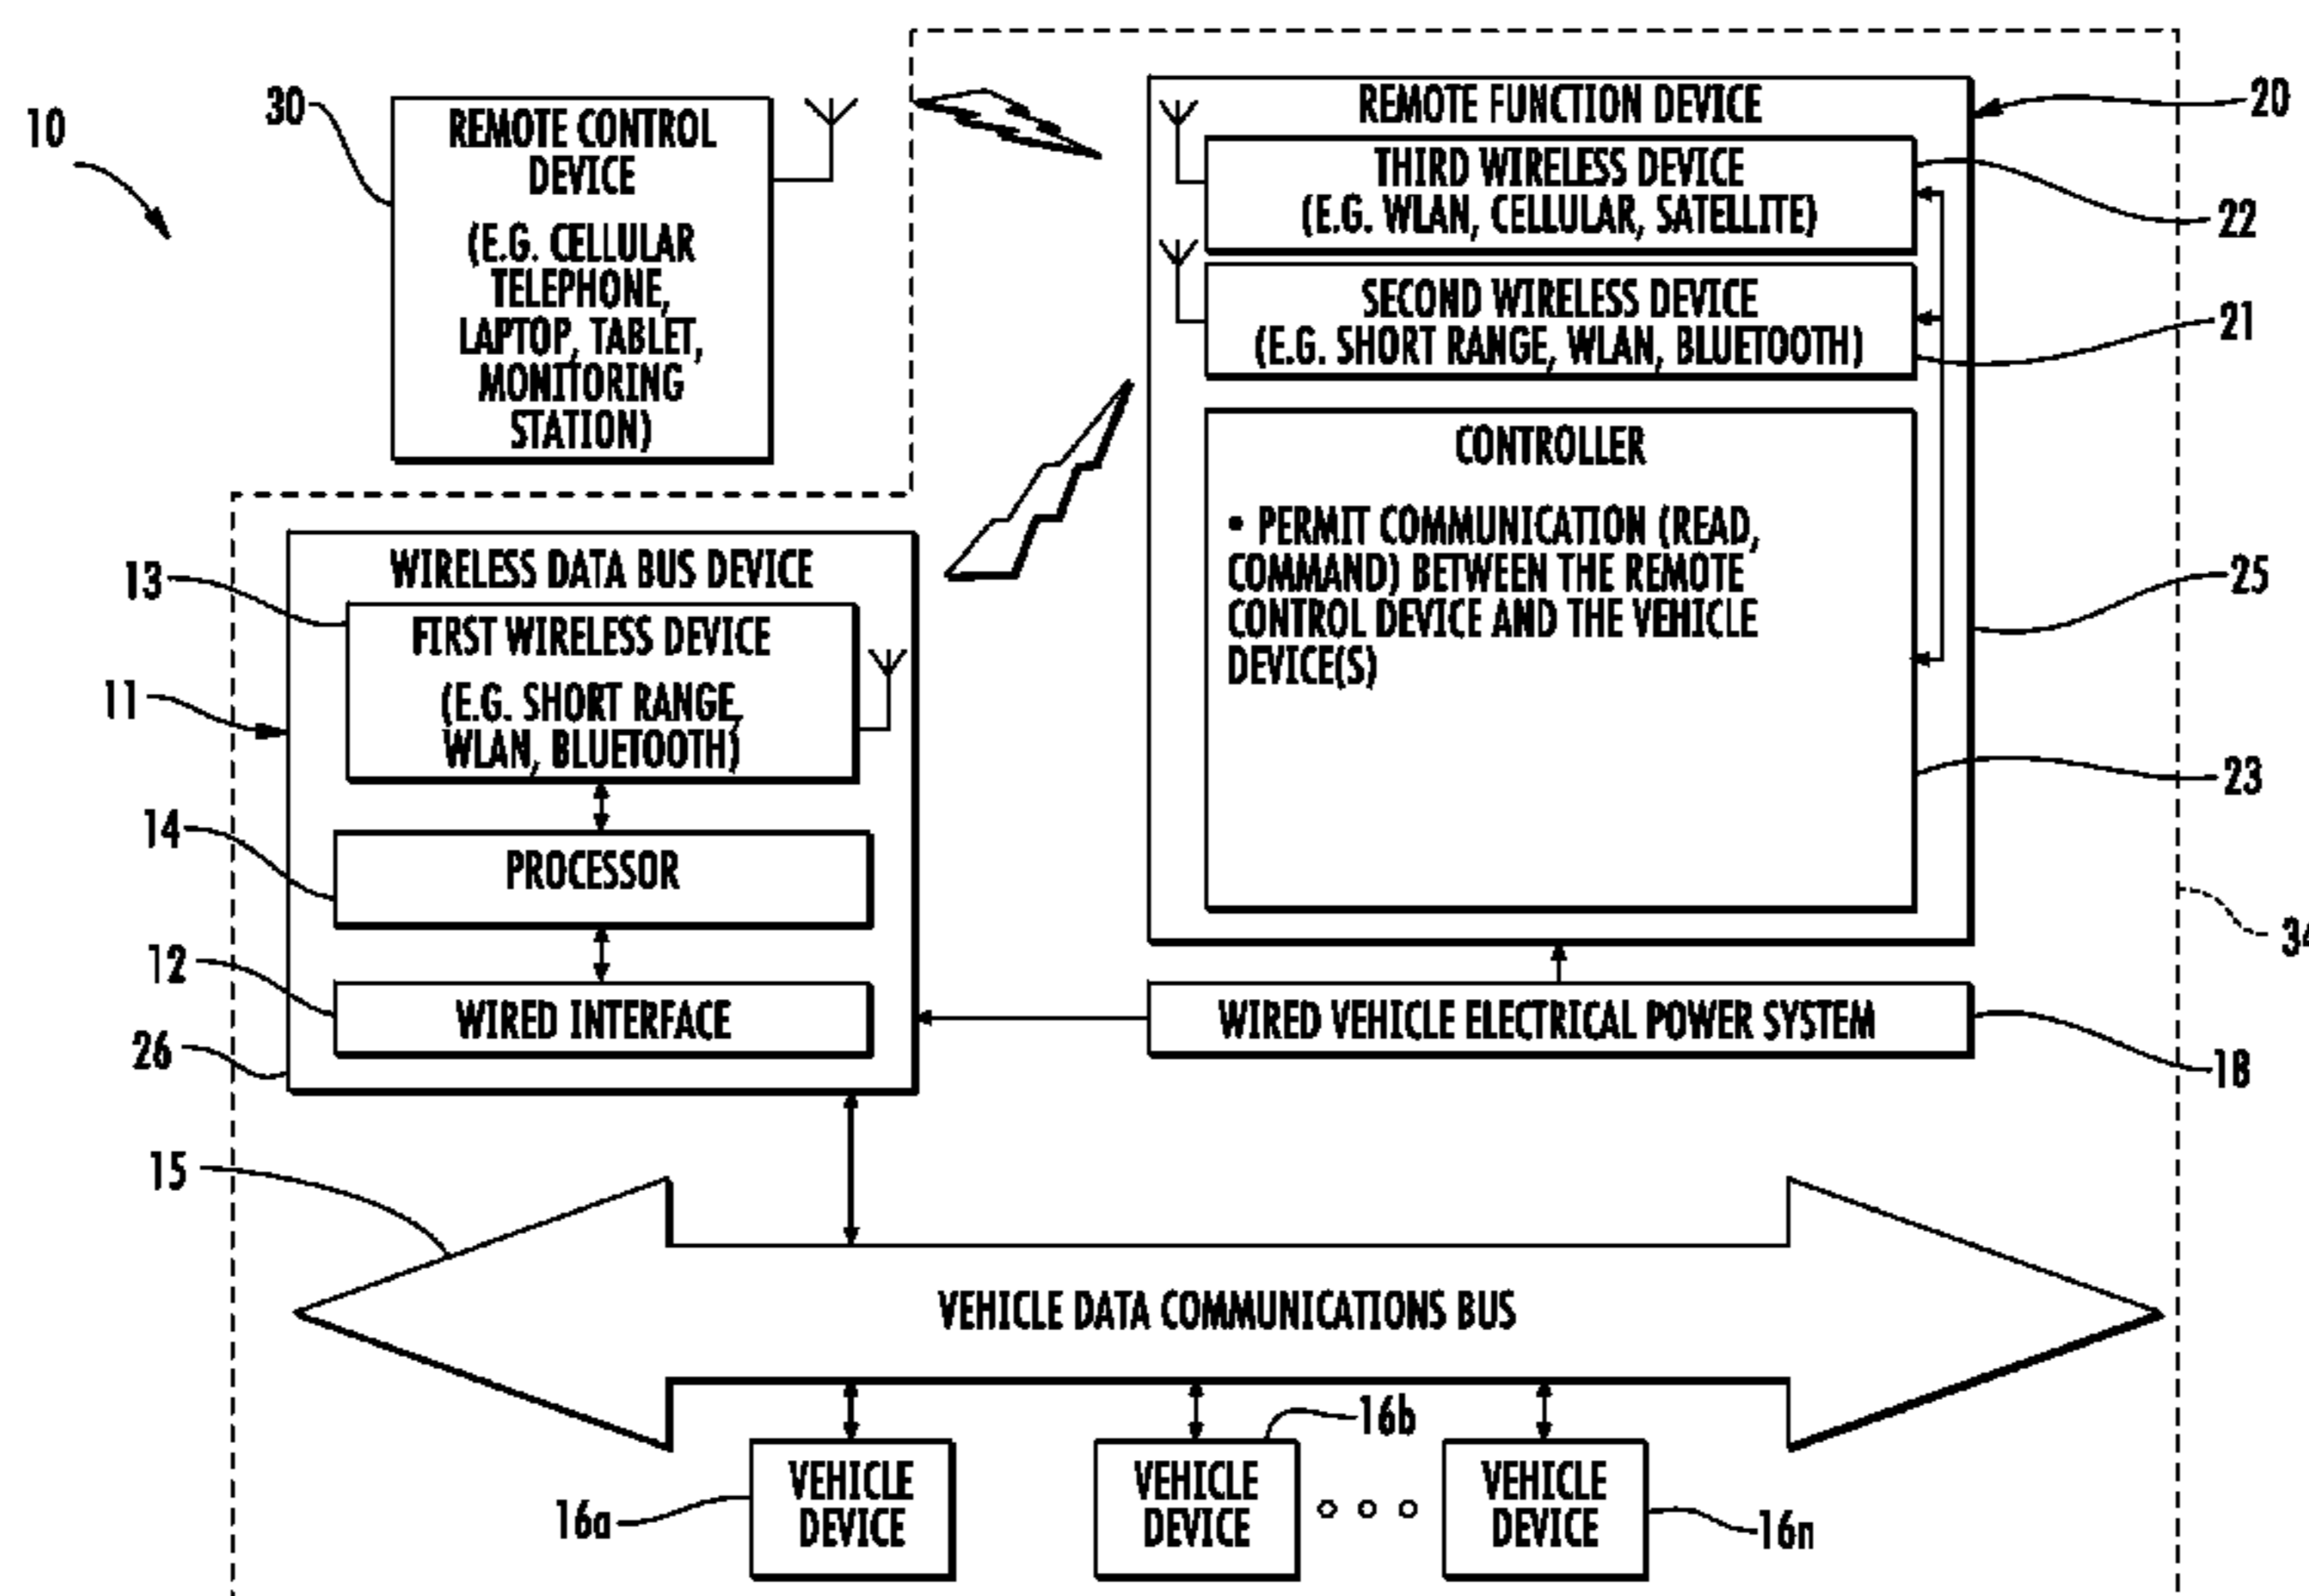 10
30
REMOTE CONTROL
DEVICE
(E.G. CELLULAR
TELEPHONE,
LAPTOP, TABLET,
MONITORING
STATION)
REMOTE FUNCTION DEVICE
20
THIRD WIRELESS DEVICE
(E.G. WLAN, CELLULAR, SATELLITE)
22
SECOND WIRELESS DEVICE
(E.G. SHORT RANGE, WLAN, BLUETOOTH)
21
CONTROLLER
• PERMIT COMMUNICATION (READ,
COMMAND) BETWEEN THE REMOTE
CONTROL DEVICE AND THE VEHICLE
DEVICE(S)
25
23
34
WIRELESS DATA BUS DEVICE
13
FIRST WIRELESS DEVICE
(E.G. SHORT RANGE,
WLAN, BLUETOOTH)
11
14
PROCESSOR
12
WIRED INTERFACE
26
WIRED VEHICLE ELECTRICAL POWER SYSTEM
18
15
VEHICLE DATA COMMUNICATIONS BUS
16a
VEHICLE
DEVICE
16b
VEHICLE
DEVICE
VEHICLE
DEVICE
16n